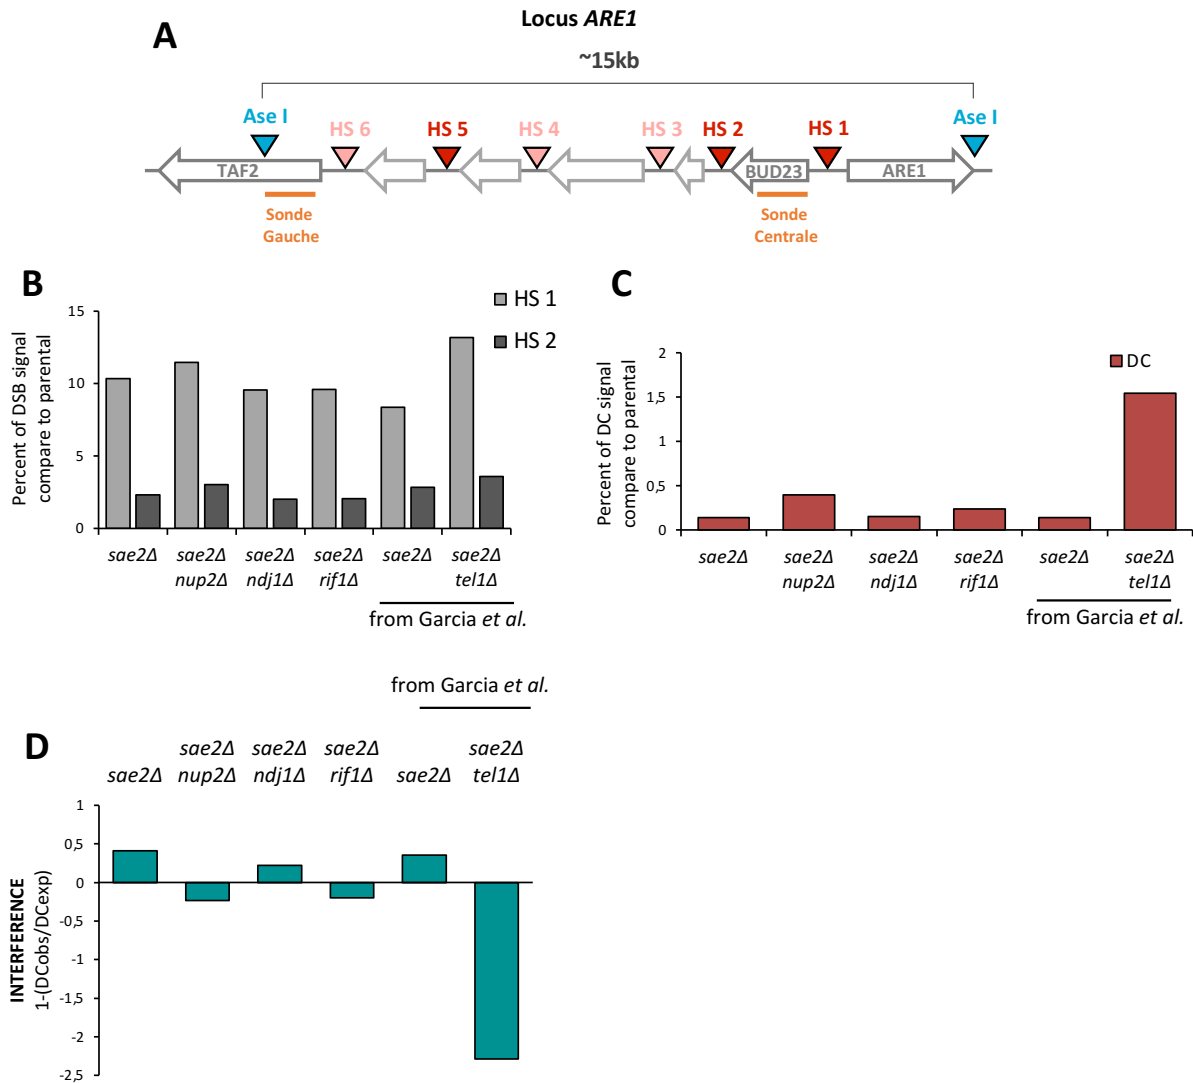 A
Locus ARE1
~15kb
Ase I
HS 6
HS 5
HS 4
HS 3
HS 2
HS 1
Ase I
TAF2
BUD23
ARE1
Sonde
Gauche
Sonde
Centrale
B
Percent of DSB signal
compare to parental
15
10
5
0
HS 1
HS 2
sae2Δ
sae2Δ
nup2Δ
sae2Δ
ndj1Δ
sae2Δ
rif1Δ
sae2Δ
sae2Δ
tel1Δ
from Garcia et al.
C
Percent of DC signal
compare to parental
2
1,5
1
0,5
0
DC
sae2Δ
sae2Δ
nup2Δ
sae2Δ
ndj1Δ
sae2Δ
rif1Δ
sae2Δ
sae2Δ
tel1Δ
from Garcia et al.
from Garcia et al.
D
sae2Δ
sae2Δ
nup2Δ
sae2Δ
ndj1Δ
sae2Δ
rif1Δ
sae2Δ
sae2Δ
tel1Δ
INTERFERENCE
1-(DCobs/DCexp)
1
0,5
0
-0,5
-1
-1,5
-2
-2,5